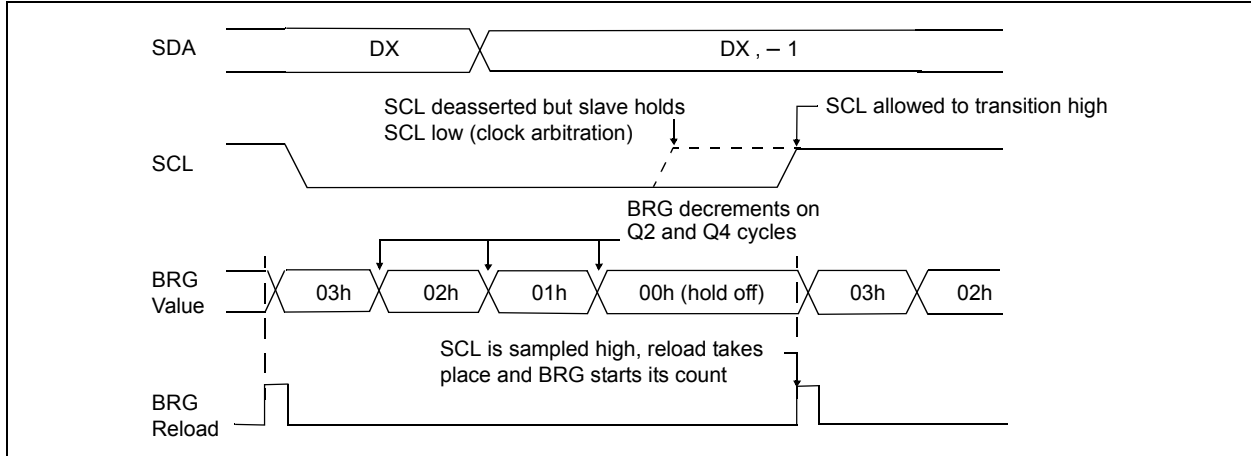 SDA
DX
DX , – 1
SCL deasserted but slave holds
SCL low (clock arbitration)
SCL allowed to transition high
SCL
BRG decrements on
Q2 and Q4 cycles
BRG
Value
03h
02h
01h
00h (hold off)
03h
02h
SCL is sampled high, reload takes
place and BRG starts its count
BRG
Reload